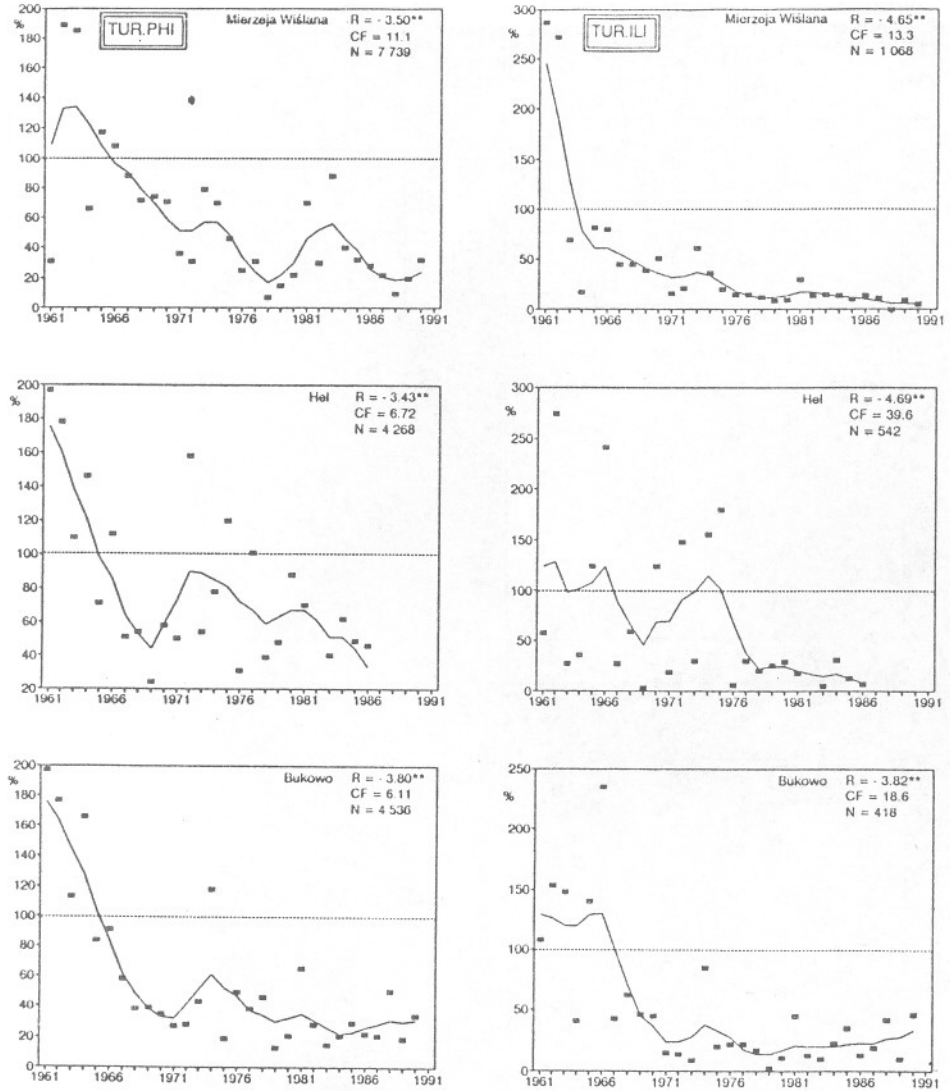 TUR.PHI
Mierzeja Wiślana R = - 3.50**
CF = 11.1
N = 7 739
%
200
180
160
140
120
100
80
60
40
20
0
1961 1966 1971 1976 1981 1986 1991
TUR.ILI
Mierzeja Wiślana R = - 4.65**
CF = 13.3
N = 1 068
%
300
250
200
150
100
50
0
1961 1966 1971 1976 1981 1986 1991
Hel R = - 3.43**
CF = 6.72
N = 4 268
%
200
180
160
140
120
100
80
60
40
20
1961 1966 1971 1976 1981 1986 1991
Hel R = - 4.69**
CF = 39.6
N = 542
%
300
250
200
150
100
50
0
1961 1966 1971 1976 1981 1986 1991
Bukowo R = - 3.80**
CF = 6.11
N = 4 536
%
200
180
160
140
120
100
80
60
40
20
0
1961 1966 1971 1976 1981 1986 1991
Bukowo R = - 3.82**
CF = 18.6
N = 418
%
250
200
150
100
50
0
1961 1966 1971 1976 1981 1986 1991